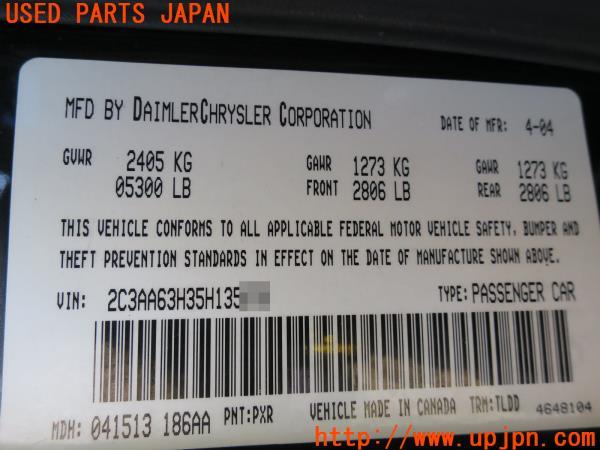 USED PARTS JAPAN
MFD BY DAIMLERCHRYSLER CORPORATION DATE OF MFR: 4-04
GVWR 2405 KG GAWR 1273 KG GAWR 1273 KG
05300 LB FRONT 2806 LB REAR 2806 LB
THIS VEHICLE CONFORMS TO ALL APPLICABLE FEDERAL MOTOR VEHICLE SAFETY, BUMPER AND
THEFT PREVENTION STANDARDS IN EFFECT ON THE DATE OF MANUFACTURE SHOWN ABOVE.
VIN: 2C3AA63H35H135 TYPE: PASSENGER CAR
MDH: 041513 186AA PNT: PXR VEHICLE MADE IN CANADA TRM: TLDD 4648104
http://www.upjpn.com/